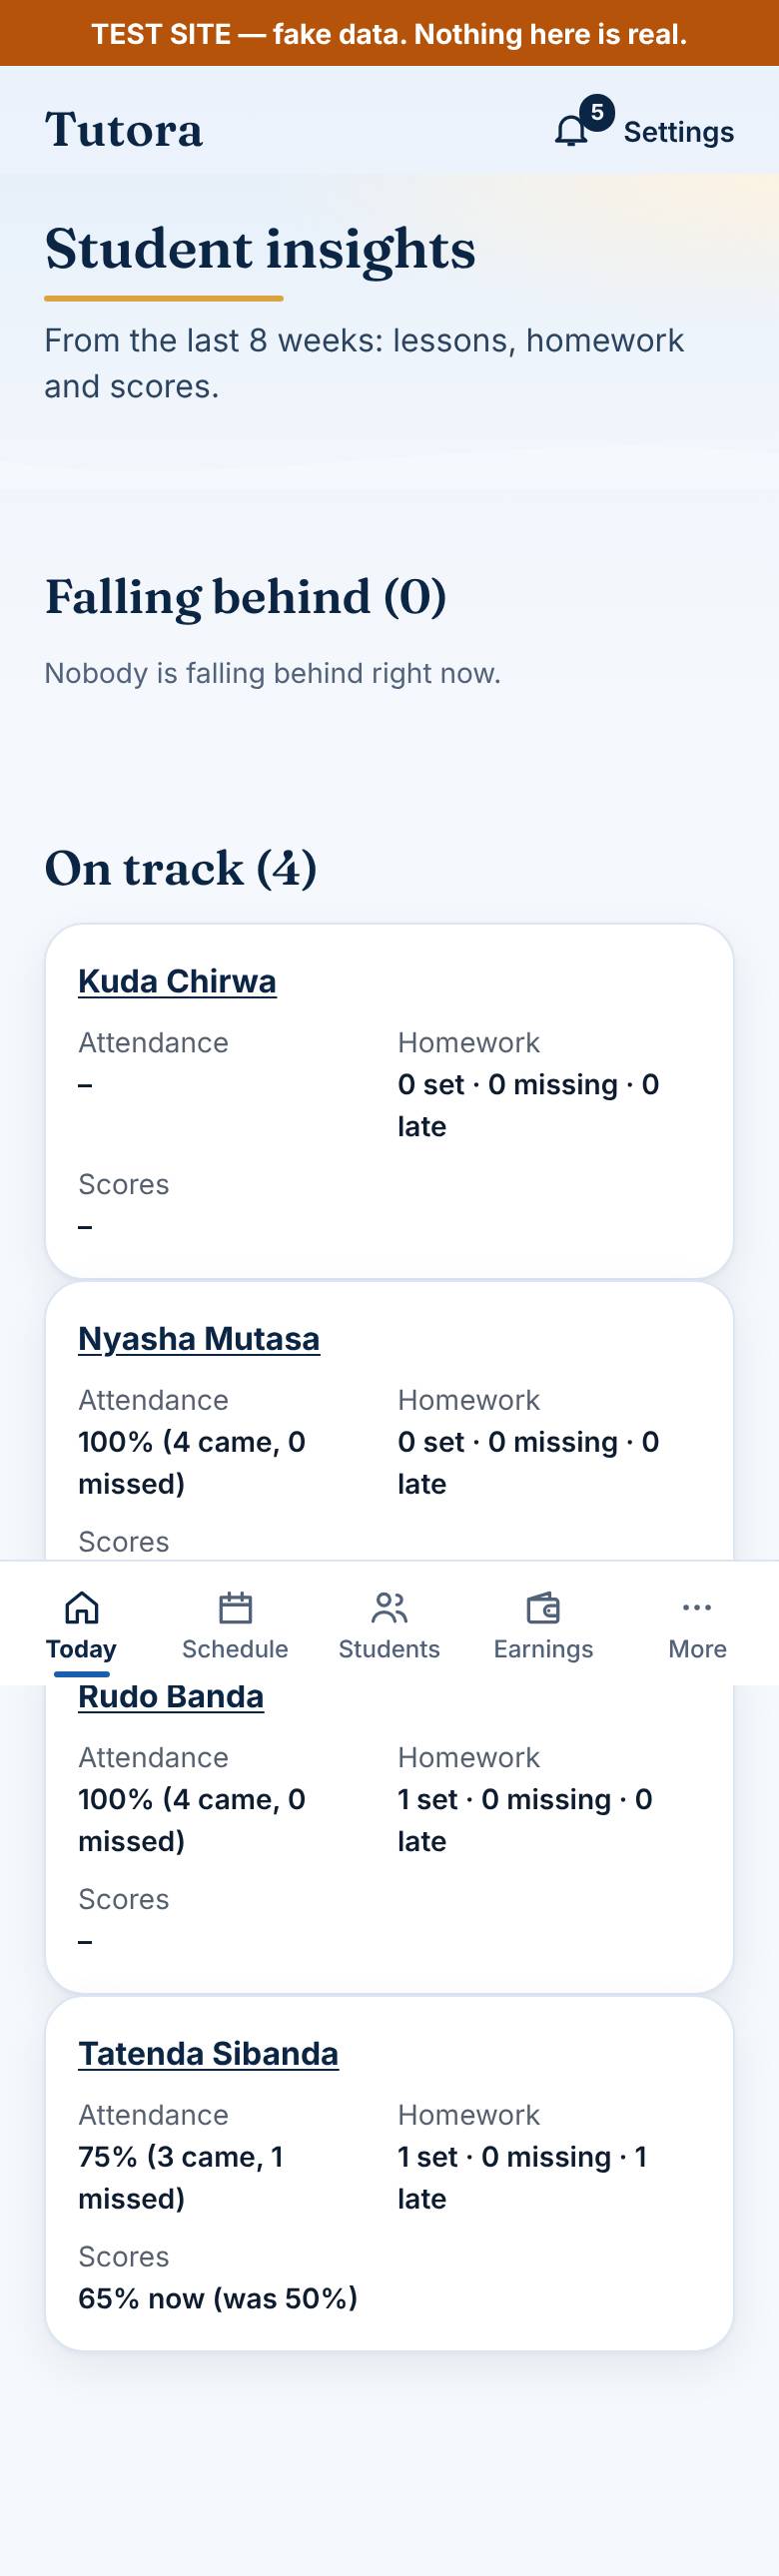 TEST SITE — fake data. Nothing here is real.
Tutora
5
Settings
Student insights
From the last 8 weeks: lessons, homework
and scores.
Falling behind (0)
Nobody is falling behind right now.
On track (4)
Kuda Chirwa
Attendance
–
Homework
0 set · 0 missing · 0
late
Scores
–
Nyasha Mutasa
Attendance
100% (4 came, 0
missed)
Homework
0 set · 0 missing · 0
late
Scores
Today
Schedule
Students
Earnings
More
Rudo Banda
Attendance
100% (4 came, 0
missed)
Homework
1 set · 0 missing · 0
late
Scores
–
Tatenda Sibanda
Attendance
75% (3 came, 1
missed)
Homework
1 set · 0 missing · 1
late
Scores
65% now (was 50%)